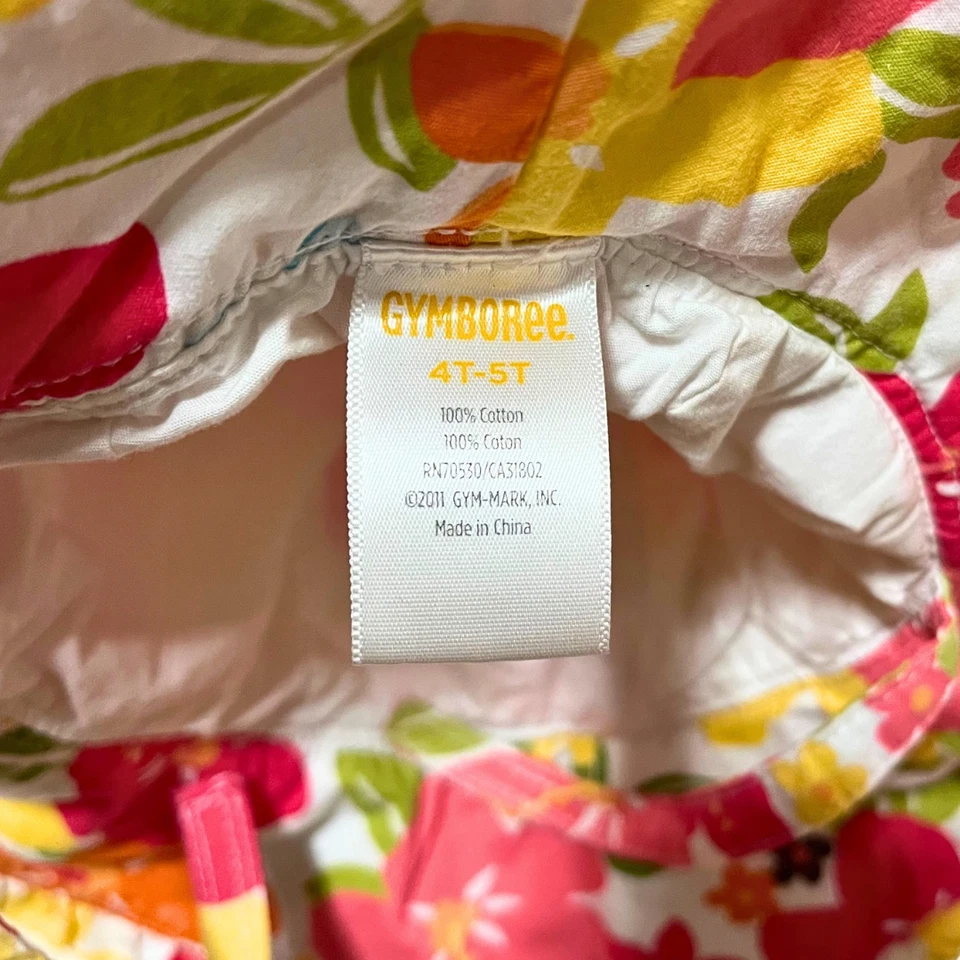 GYMBORee.
4T-5T
100% Cotton
100% Coton
RN70530/CA31802
©2011 GYM-MARK, INC.
Made in China